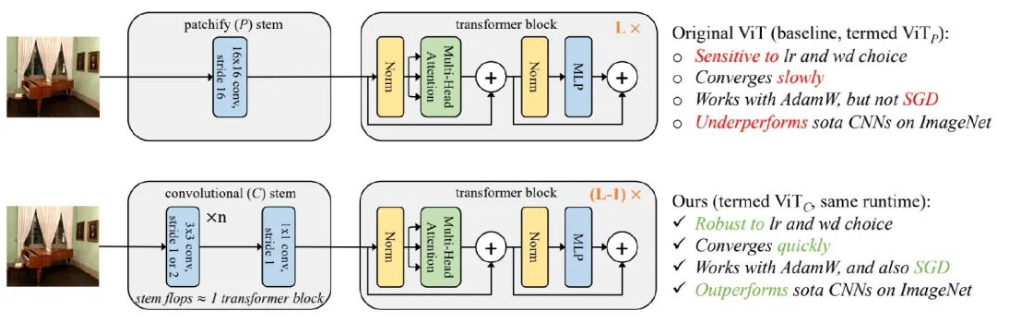 patchify (P) stem
16x16 conv,
stride 16
transformer block
L ×
Norm
Multi-Head
Attention
+
Norm
MLP
+
Original ViT (baseline, termed ViTP):
○ Sensitive to lr and wd choice
○ Converges slowly
○ Works with AdamW, but not SGD
○ Underperforms sota CNNs on ImageNet
convolutional (C) stem
3x3 conv,
stride 1 or 2
×n
1x1 conv,
stride 1
stem flops ≈ 1 transformer block
transformer block
(L-1) ×
Norm
Multi-Head
Attention
+
Norm
MLP
+
Ours (termed ViTC, same runtime):
✓ Robust to lr and wd choice
✓ Converges quickly
✓ Works with AdamW, and also SGD
✓ Outperforms sota CNNs on ImageNet